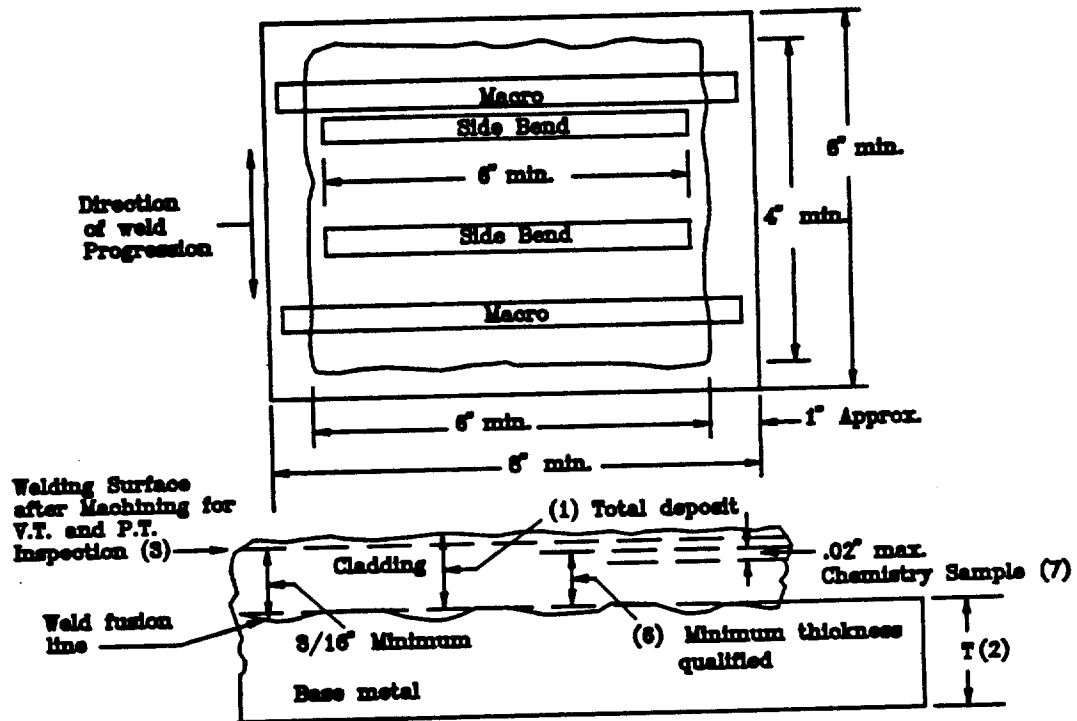 Macro
Side Bend
6" min.
Side Bend
Macro
Direction
of weld
Progression
6" min.
4" min.
6" min.
1" Approx.
8" min.
Welding Surface
after Machining for
V.T. and P.T.
Inspection (3)
(1) Total deposit
Cladding
.02" max.
Chemistry Sample (7)
Weld fusion
line
3/16" Minimum
(6) Minimum thickness
qualified
T(2)
Base metal